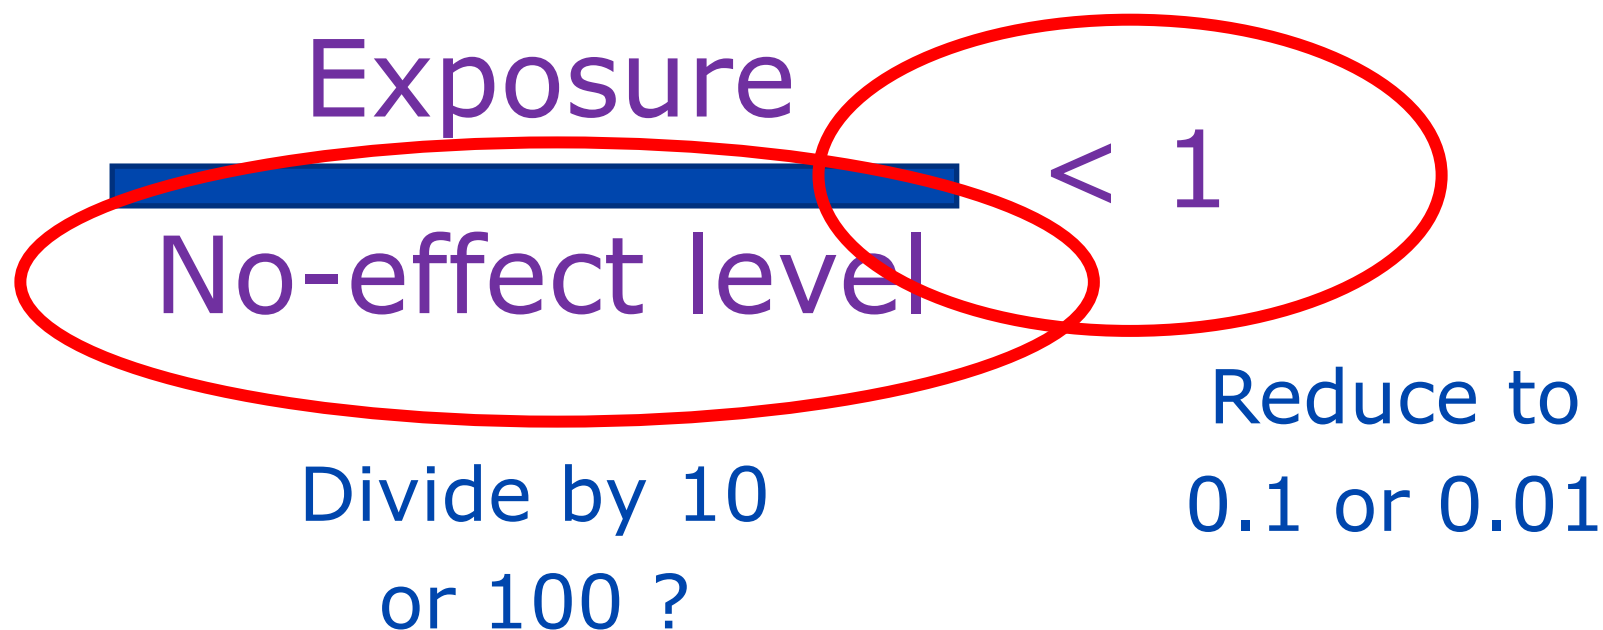 Exposure
< 1
No-effect level
Reduce to
0.1 or 0.01
Divide by 10
or 100 ?